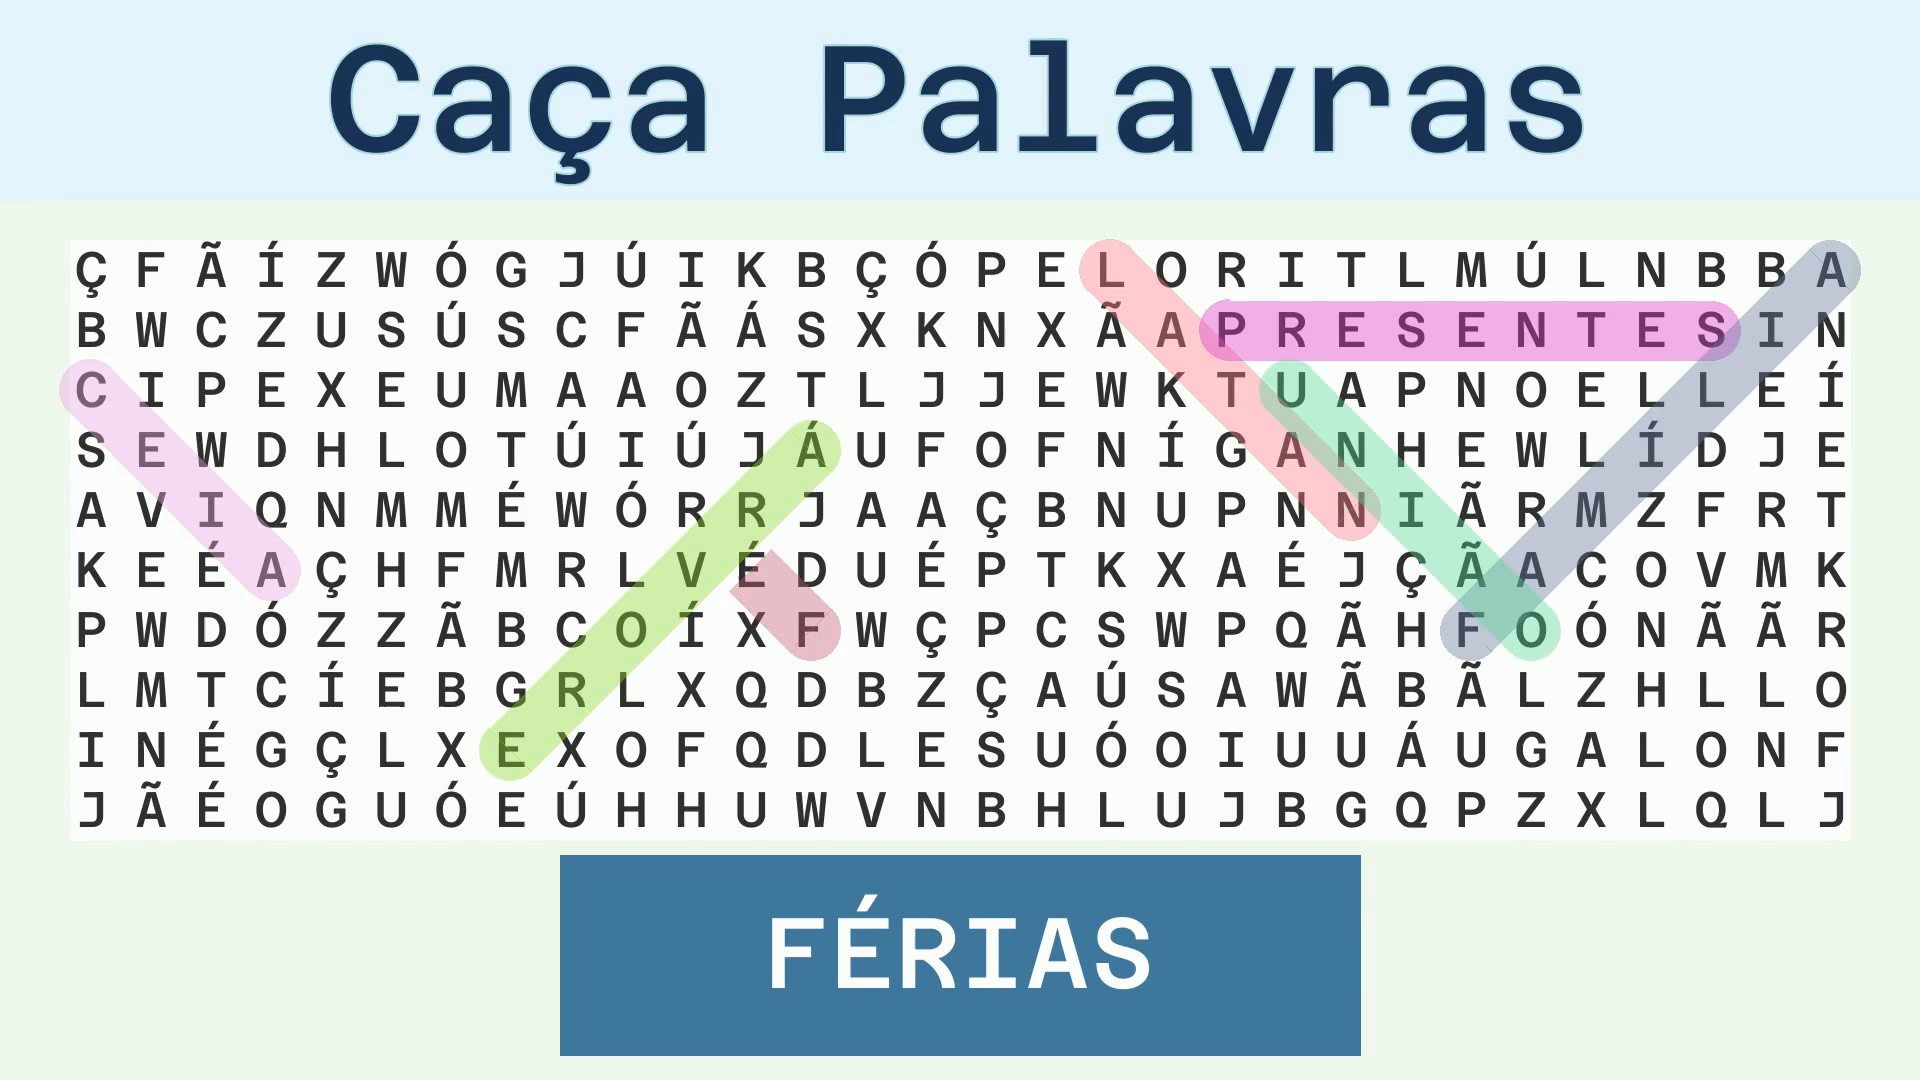 Caça Palavras
Ç F Ã Í Z W Ó G J Ú I K B Ç Ó P E L O R I T L M Ú L N B B A
B W C Z U S Ú S C F Ã Á S X K N X Ã A P R E S E N T E S I N
C I P E X E U M A A O Z T L J J E W K T U A P N O E L L E Í
S E W D H L O T Ú I Ú J Á U F O F N Í G A N H E W L Í D J E
A V I Q N M M É W Ó R R J A A Ç B N U P N N I Ã R M Z F R T
K E É A Ç H F M R L V É D U É P T K X A É J Ç Ã A C O V M K
P W D Ó Z Z Ã B C O Í X F W Ç P C S W P Q Ã H F O Ó N Ã Ã R
L M T C Í E B G R L X Q D B Z Ç A Ú S A W Ã B Ã L Z H L L O
I N É G Ç L X E X O F Q D L E S U Ó O I U U Á U G A L O N F
J Ã É O G U Ó E Ú H H U W V N B H L U J B G Q P Z X L Q L J
FÉRIAS